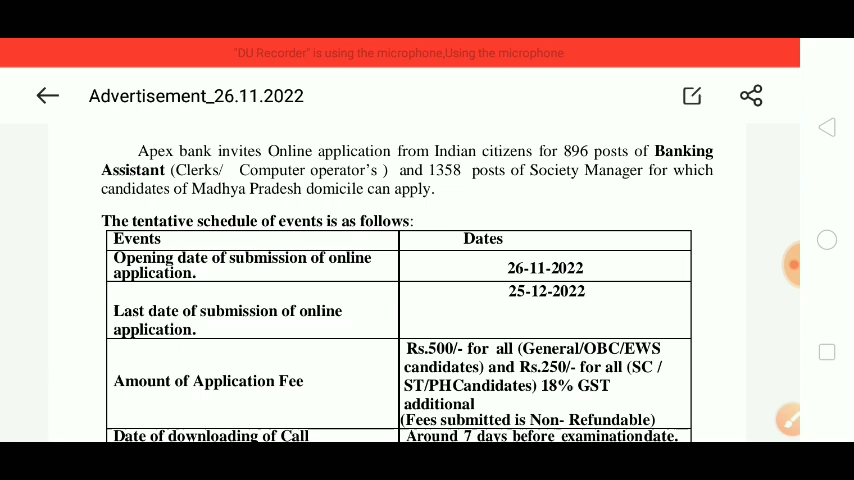 "DU Recorder" is using the microphone,Using the microphone
Advertisement_26.11.2022
Apex bank invites Online application from Indian citizens for 896 posts of Banking
Assistant (Clerks/ Computer operator's ) and 1358 posts of Society Manager for which
candidates of Madhya Pradesh domicile can apply.
The tentative schedule of events is as follows:
Events Dates
Opening date of submission of online
application.
26-11-2022
Last date of submission of online
application.
25-12-2022
Amount of Application Fee
Rs.500/- for all (General/OBC/EWS
candidates) and Rs.250/- for all (SC /
ST/PHCandidates) 18% GST
additional
(Fees submitted is Non- Refundable)
Date of downloading of Call
Around 7 days before examinationdate.